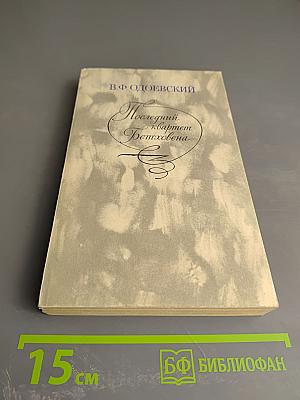 В.Ф.ОДОЕВСКИЙ
Последний
квартет
Бетховена
15 см
БФ БИБЛИОФАН